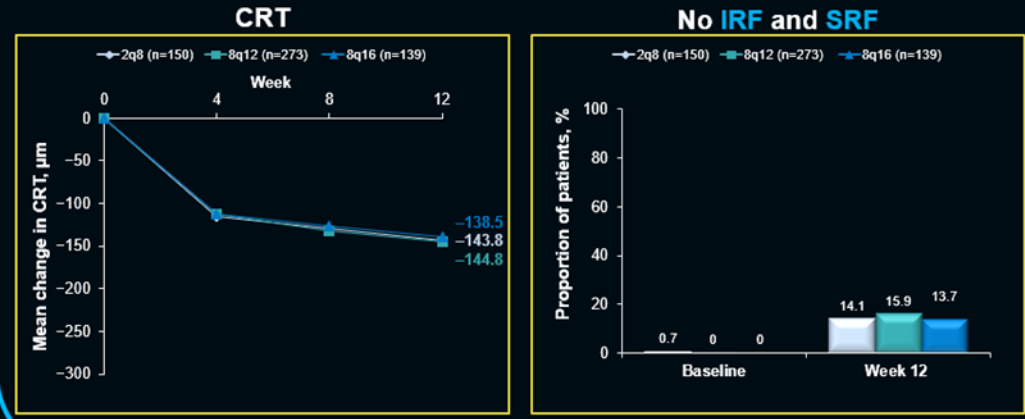 CRT
2q8 (n=150) 8q12 (n=273) 8q16 (n=139)
Week
0 4 8 12
Mean change in CRT, µm
0
−50
−100
−150
−200
−250
−300
−138.5
−143.8
−144.8
No IRF and SRF
2q8 (n=150) 8q12 (n=273) 8q16 (n=139)
Proportion of patients, %
100
80
60
40
20
0
0.7 0 0
14.1 15.9 13.7
Baseline Week 12